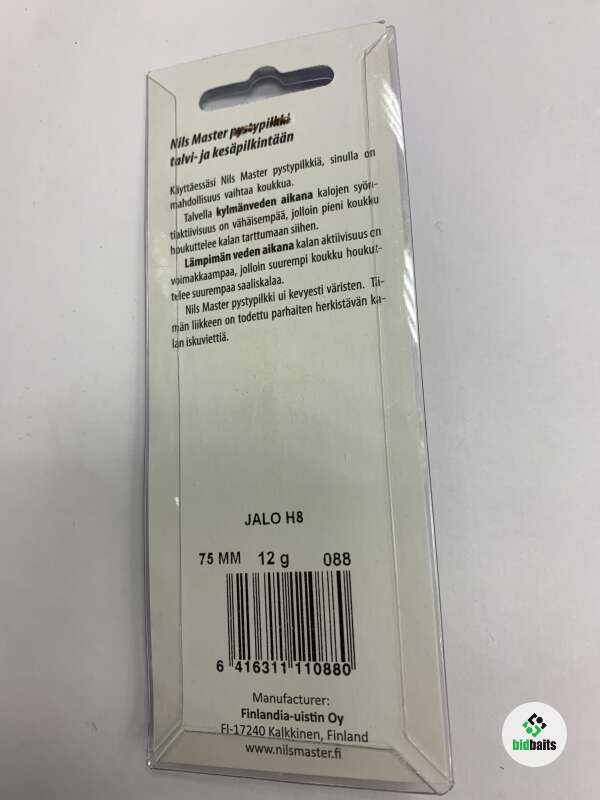 Nils Master pystypilkki
talvi- ja kesäpilkintään
Käyttäessäsi Nils Master pystypilkkiä, sinulla on
mahdollisuus vaihtaa koukkua.
Talvella kylmänveden aikana kalojen syön-
tiaktiivisuus on vähäisempää, jolloin pieni koukku
houkuttelee kalan tarttumaan siihen.
Lämpimän veden aikana kalan aktiivisuus on
voimakkaampaa, jolloin suurempi koukku houkut-
telee suurempaa saaliskalaa.
Nils Master pystypilkki ui kevyesti väristen. Tä-
män liikkeen on todettu parhaiten herkistävän ka-
lan iskuviettiä.
JALO H8
75 MM 12 g 088
6 416311 110880
Manufacturer:
Finlandia-uistin Oy
FI-17240 Kalkkinen, Finland
www.nilsmaster.fi
bidbaits